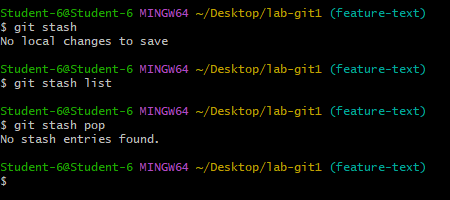 Student-6@Student-6 MINGW64 ~/Desktop/lab-git1 (feature-text)
$ git stash
No local changes to save
Student-6@Student-6 MINGW64 ~/Desktop/lab-git1 (feature-text)
$ git stash list
Student-6@Student-6 MINGW64 ~/Desktop/lab-git1 (feature-text)
$ git stash pop
No stash entries found.
Student-6@Student-6 MINGW64 ~/Desktop/lab-git1 (feature-text)
$